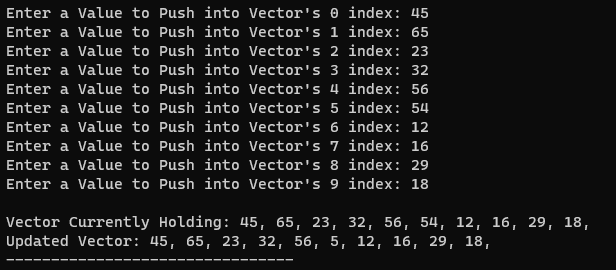 Enter a Value to Push into Vector's 0 index: 45
Enter a Value to Push into Vector's 1 index: 65
Enter a Value to Push into Vector's 2 index: 23
Enter a Value to Push into Vector's 3 index: 32
Enter a Value to Push into Vector's 4 index: 56
Enter a Value to Push into Vector's 5 index: 54
Enter a Value to Push into Vector's 6 index: 12
Enter a Value to Push into Vector's 7 index: 16
Enter a Value to Push into Vector's 8 index: 29
Enter a Value to Push into Vector's 9 index: 18
Vector Currently Holding: 45, 65, 23, 32, 56, 54, 12, 16, 29, 18,
Updated Vector: 45, 65, 23, 32, 56, 5, 12, 16, 29, 18,
--------------------------------